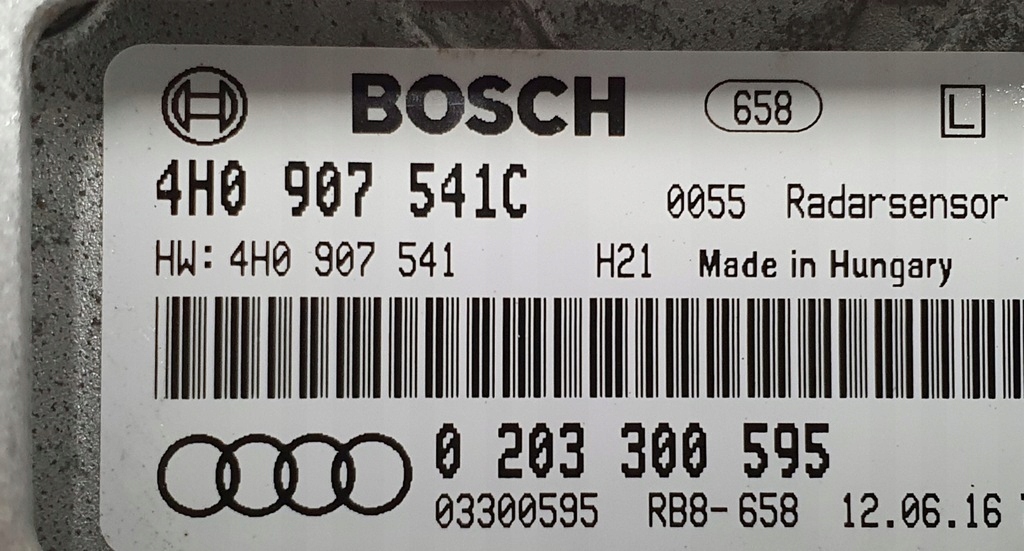 BOSCH 658 L
4H0 907 541C 0055 Radarsensor
HW: 4H0 907 541 H21 Made in Hungary
0 203 300 595
03300595 RB8-658 12.06.16